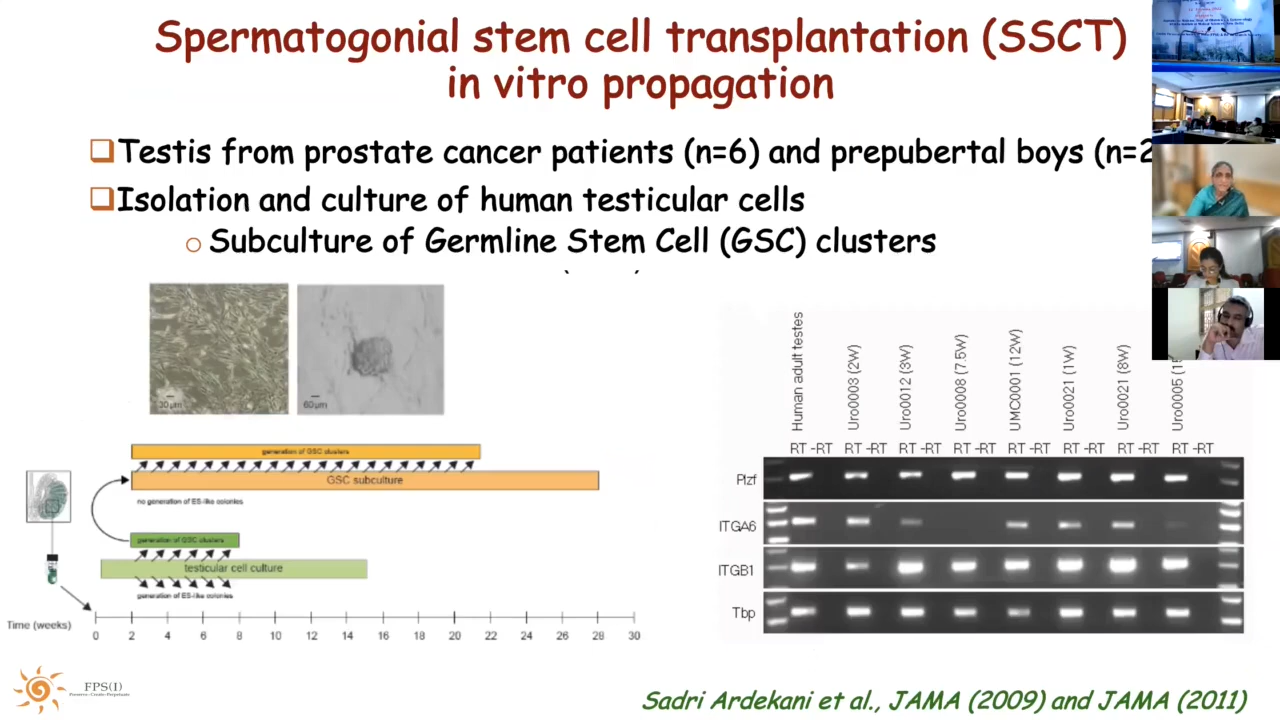 Spermatogonial stem cell transplantation (SSCT)
in vitro propagation
Testis from prostate cancer patients (n=6) and prepubertal boys (n=2
Isolation and culture of human testicular cells
Subculture of Germline Stem Cell (GSC) clusters
30μm
60μm
generation of GSC clusters
GSC subculture
no generation of ES-like colonies
generation of GSC clusters
testicular cell culture
generation of ES-like colonies
Time (weeks)
0 2 4 6 8 10 12 14 16 18 20 22 24 26 28 30
Human adult testes
Uro0003 (2W)
Uro0012 (3W)
Uro0008 (7.5W)
UMC0001 (12W)
Uro0021 (1W)
Uro0021 (8W)
Uro0005
RT -RT RT -RT RT -RT RT -RT RT -RT RT -RT RT -RT RT -RT
Plzf
ITGA6
ITGB1
Tbp
FPS(I)
Preserve-Create-Perpetuate
Sadri Ardekani et al., JAMA (2009) and JAMA (2011)